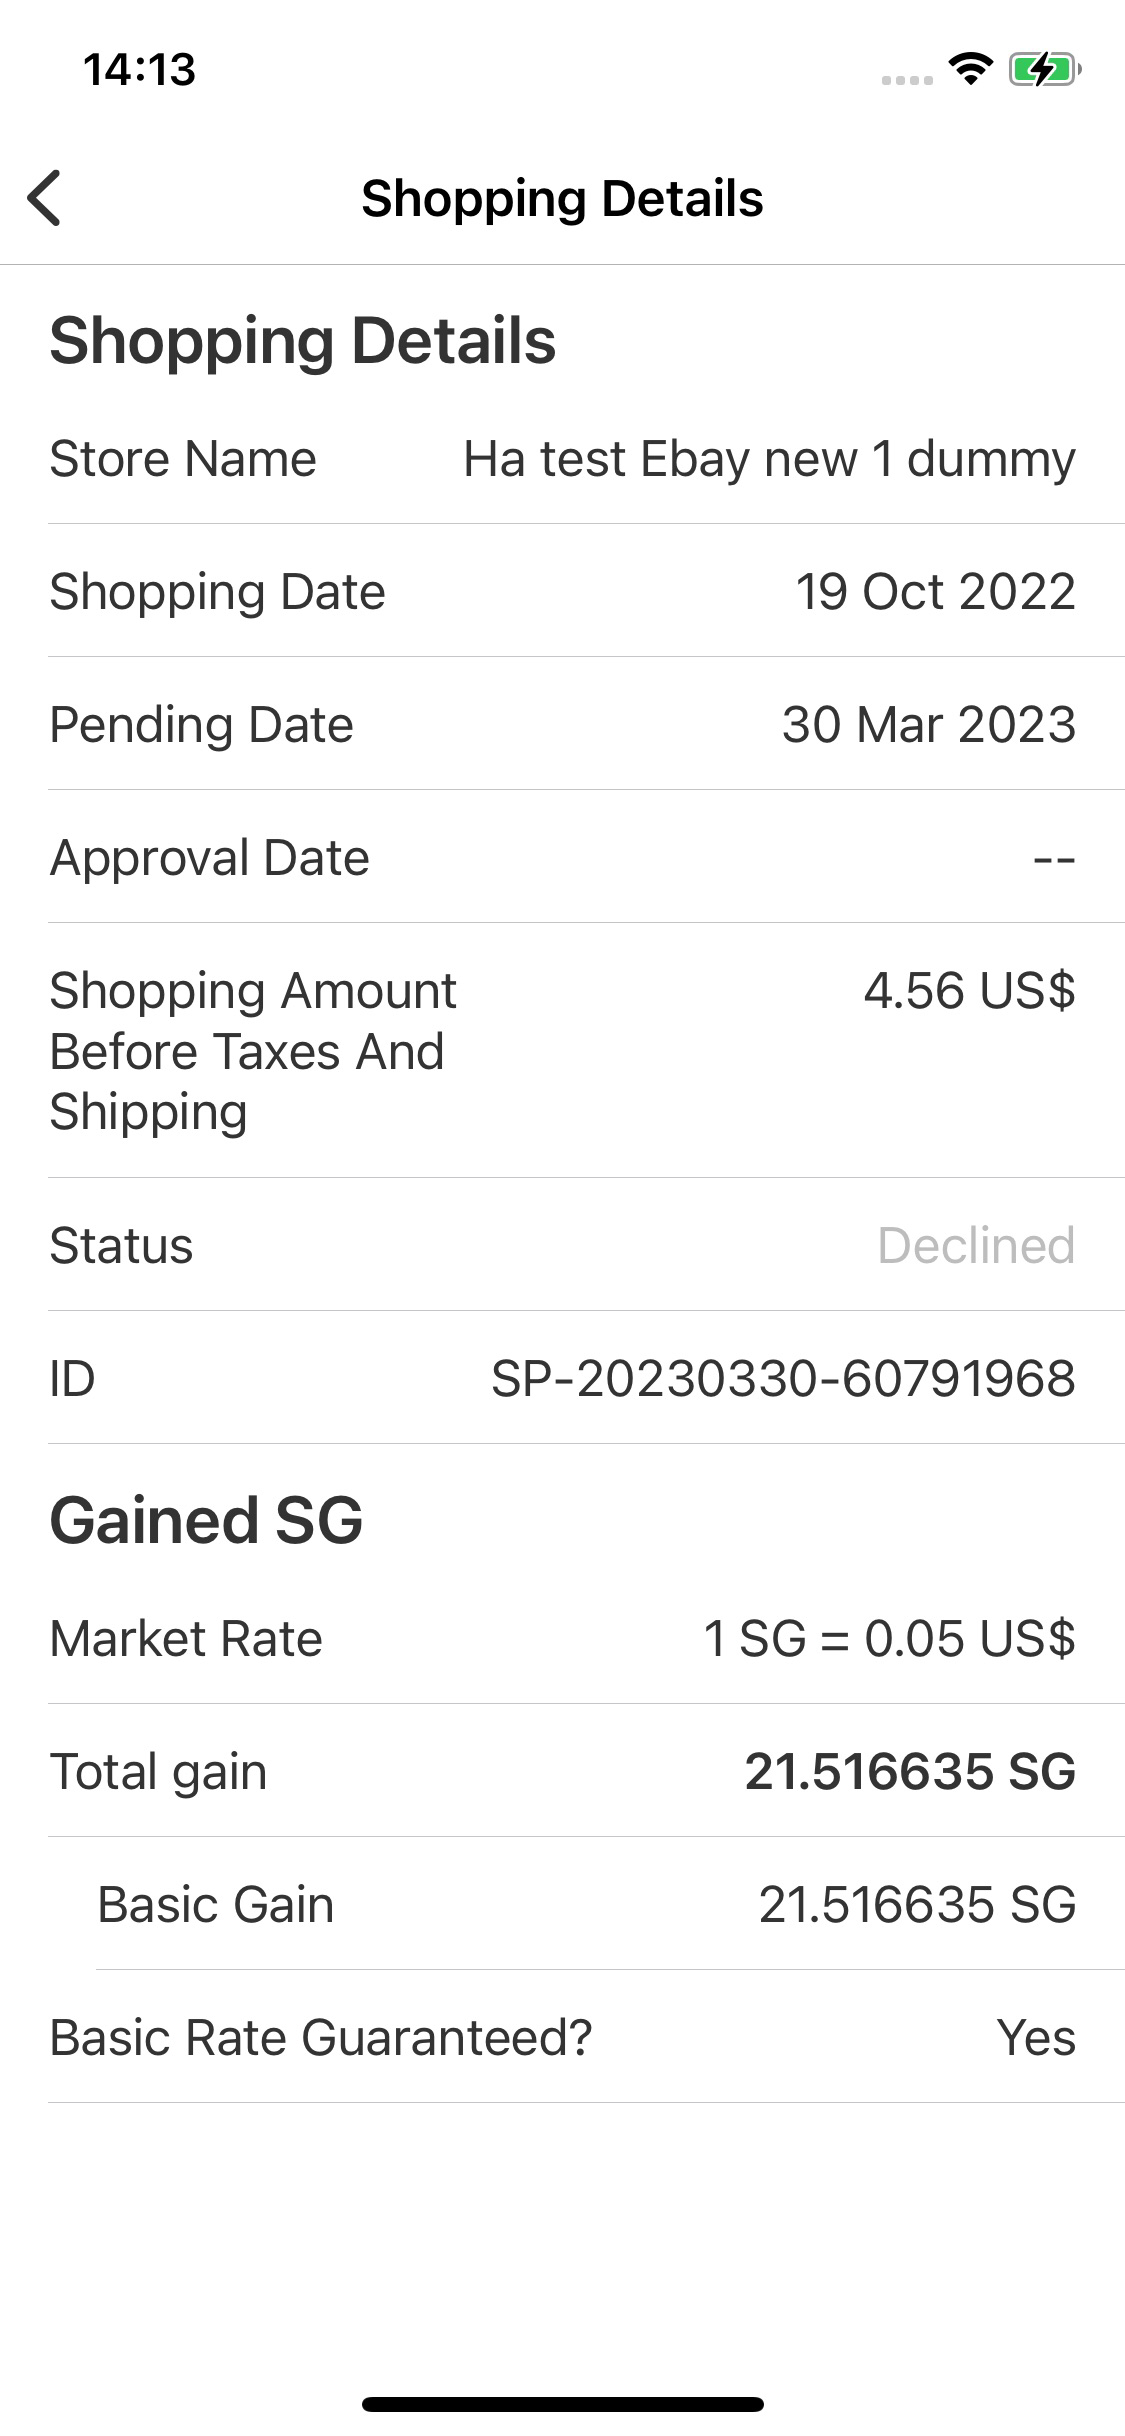 14:13
Shopping Details
Shopping Details
Store Name Ha test Ebay new 1 dummy
Shopping Date 19 Oct 2022
Pending Date 30 Mar 2023
Approval Date --
Shopping Amount 4.56 US$
Before Taxes And
Shipping
Status Declined
ID SP-20230330-60791968
Gained SG
Market Rate 1 SG = 0.05 US$
Total gain 21.516635 SG
Basic Gain 21.516635 SG
Basic Rate Guaranteed? Yes